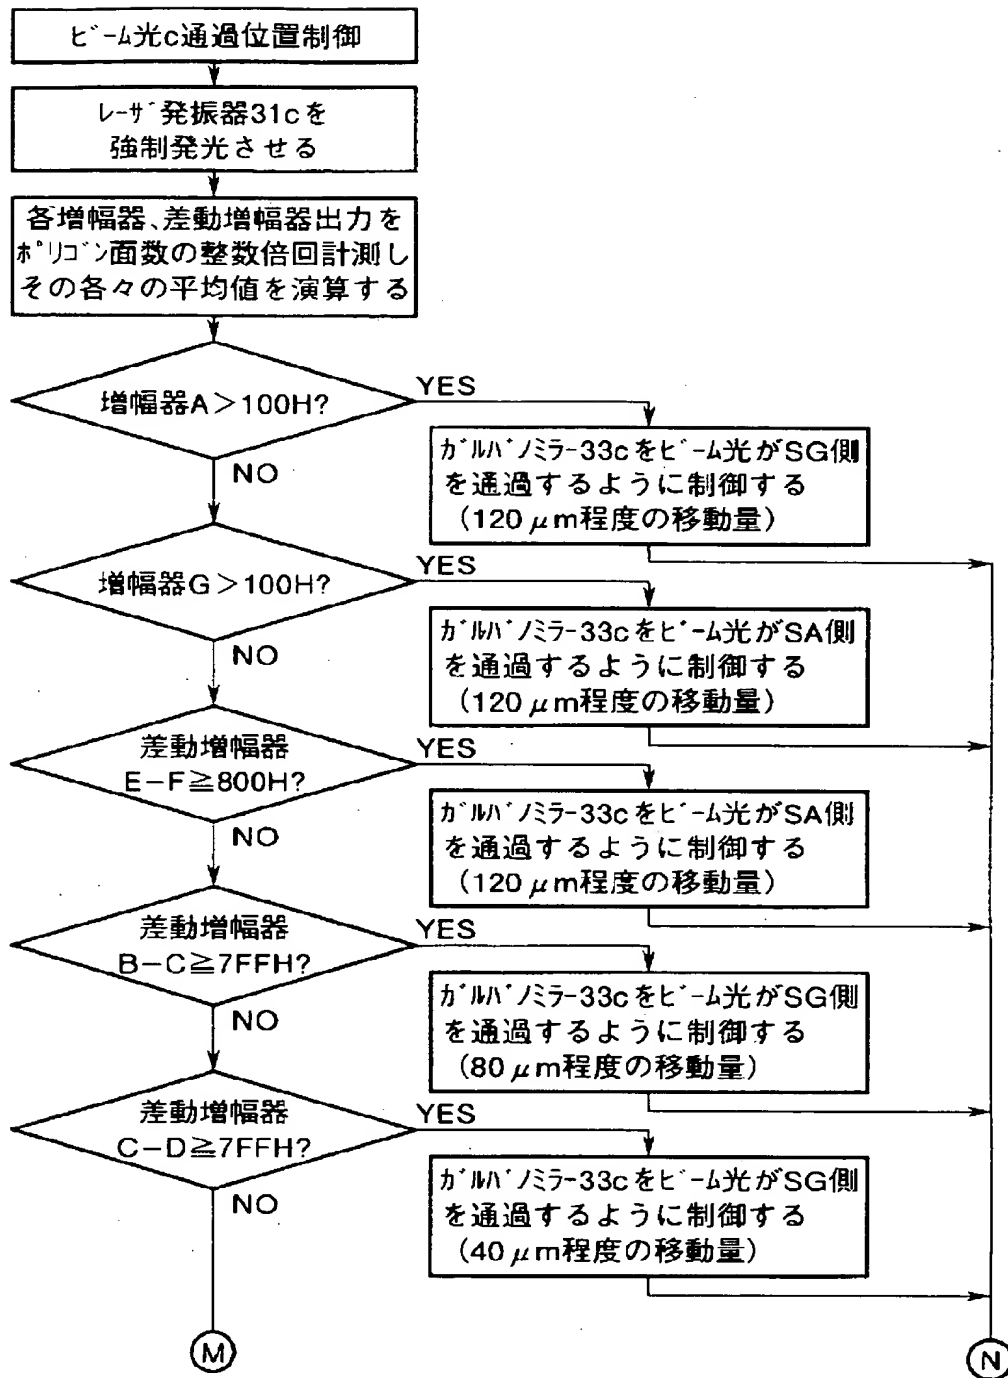 ビーム光c通過位置制御
レーザ発振器31cを
強制発光させる
各増幅器、差動増幅器出力を
ポリゴン面数の整数倍回計測し
その各々の平均値を演算する
増幅器A>100H?
YES
NO
ガルバノミラー33cをビーム光がSG側
を通過するように制御する
(120μm程度の移動量)
増幅器G>100H?
YES
NO
ガルバノミラー33cをビーム光がSA側
を通過するように制御する
(120μm程度の移動量)
差動増幅器
E−F≧800H?
YES
NO
ガルバノミラー33cをビーム光がSA側
を通過するように制御する
(120μm程度の移動量)
差動増幅器
B−C≧7FFH?
YES
NO
ガルバノミラー33cをビーム光がSG側
を通過するように制御する
(80μm程度の移動量)
差動増幅器
C−D≧7FFH?
YES
NO
ガルバノミラー33cをビーム光がSG側
を通過するように制御する
(40μm程度の移動量)
M
N